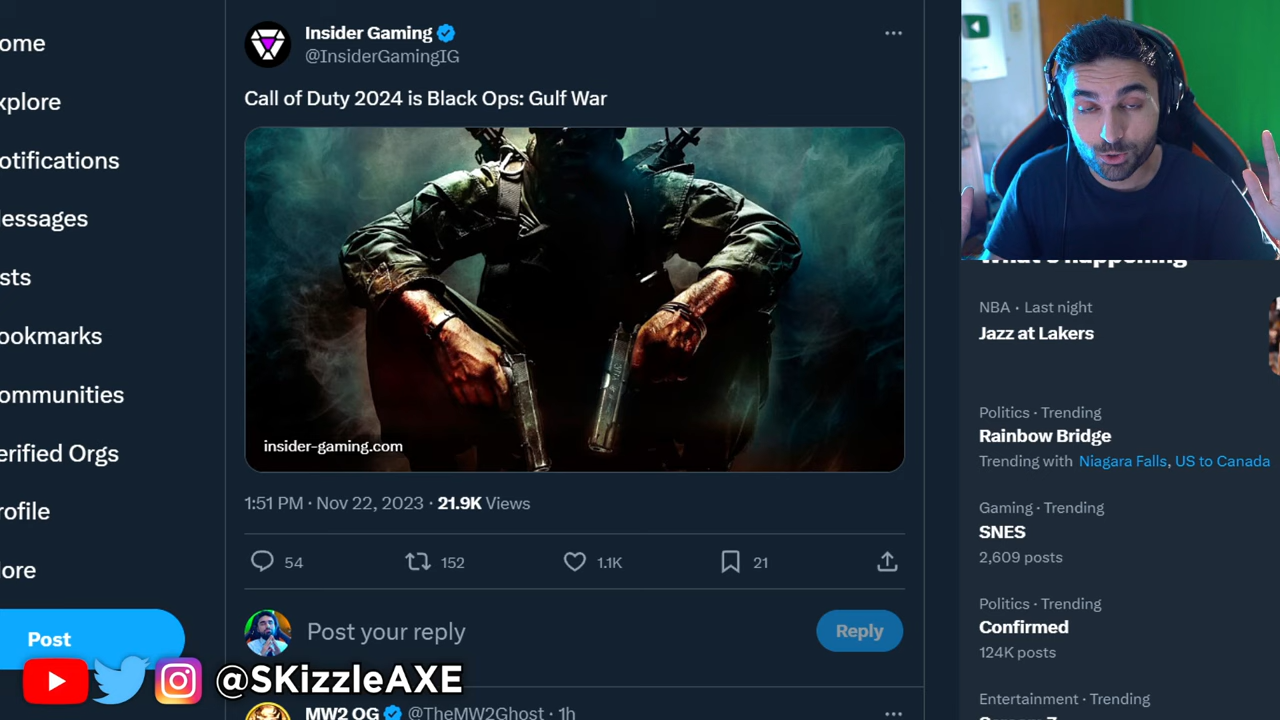 ome
xplore
otifications
lessages
sts
ookmarks
ommunities
erified Orgs
rofile
ore
Post
Insider Gaming
@InsiderGamingIG
Call of Duty 2024 is Black Ops: Gulf War
insider-gaming.com
1:51 PM · Nov 22, 2023 · 21.9K Views
54 152 1.1K 21
Post your reply
Reply
MW2 OG @TheMW2Ghost · 1h
@SKizzleAXE
What's happening
NBA · Last night
Jazz at Lakers
Politics · Trending
Rainbow Bridge
Trending with Niagara Falls, US to Canada
Gaming · Trending
SNES
2,609 posts
Politics · Trending
Confirmed
124K posts
Entertainment · Trending